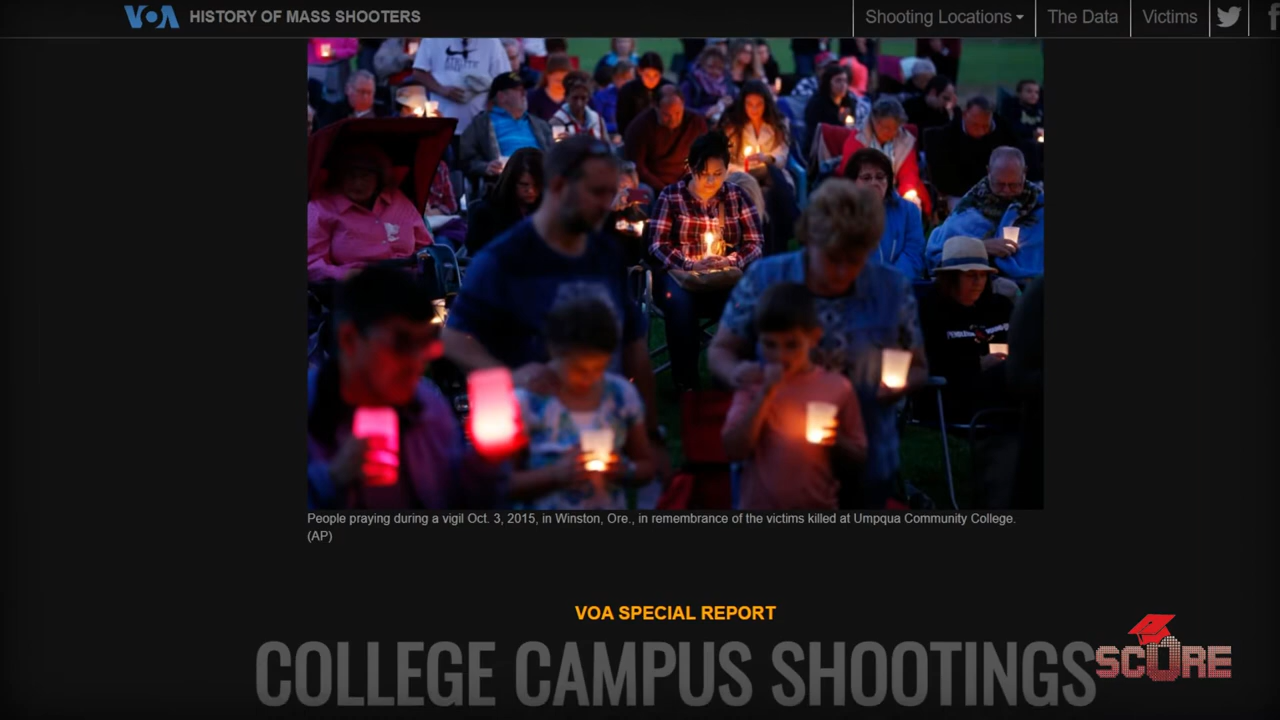 VOA HISTORY OF MASS SHOOTERS
Shooting Locations The Data Victims
People praying during a vigil Oct. 3, 2015, in Winston, Ore., in remembrance of the victims killed at Umpqua Community College.
(AP)
VOA SPECIAL REPORT
COLLEGE CAMPUS SHOOTINGS
SCORE